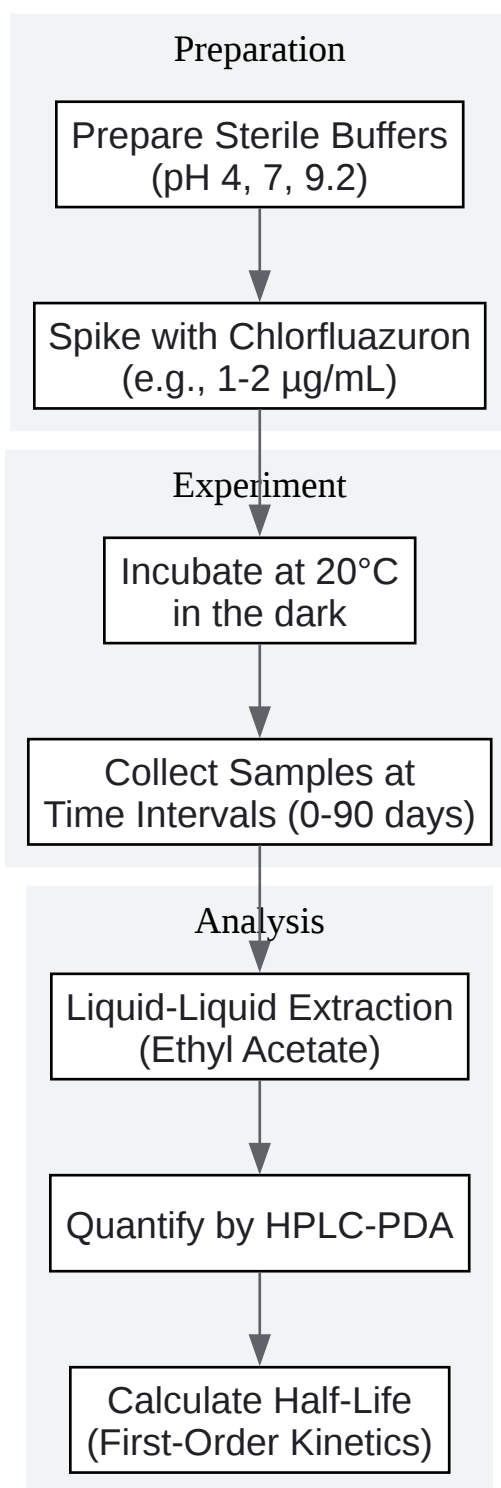 Preparation
Prepare Sterile Buffers
(pH 4, 7, 9.2)
Spike with Chlorfluazuron
(e.g., 1-2 µg/mL)
Experiment
Incubate at 20°C
in the dark
Collect Samples at
Time Intervals (0-90 days)
Analysis
Liquid-Liquid Extraction
(Ethyl Acetate)
Quantify by HPLC-PDA
Calculate Half-Life
(First-Order Kinetics)